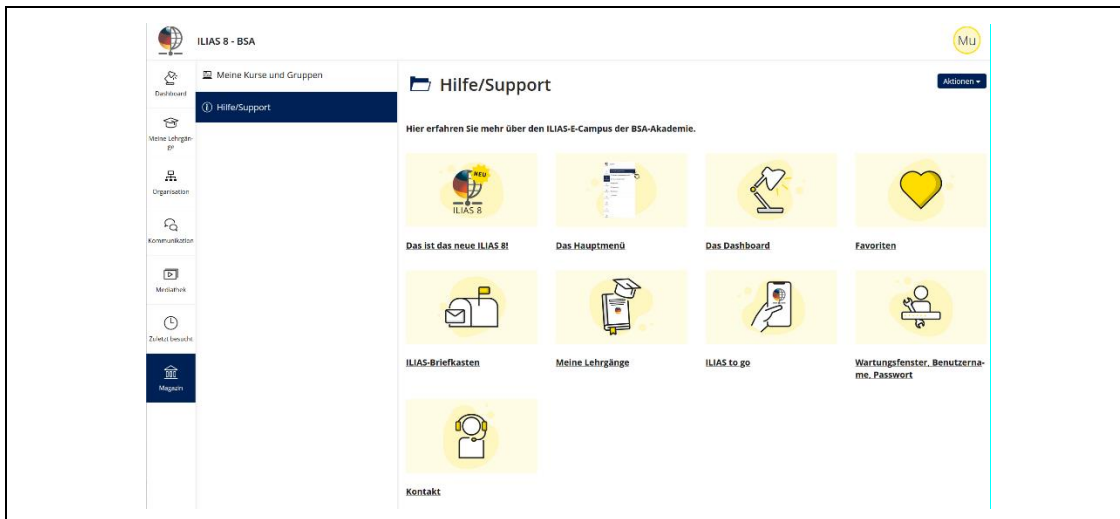 ILIAS 8 - BSA
Mu
Dashboard
Meine Lehrgän-
ge
Organisation
Kommunikation
Mediathek
Zuletzt besucht
Magazin
Meine Kurse und Gruppen
Hilfe/Support
Hilfe/Support
Aktionen
Hier erfahren Sie mehr über den ILIAS-E-Campus der BSA-Akademie.
NEU
ILIAS 8
Das ist das neue ILIAS 8!
Das Hauptmenü
Das Dashboard
Favoriten
ILIAS-Briefkasten
Meine Lehrgänge
ILIAS to go
Wartungsfenster, Benutzerna-
me, Passwort
Kontakt